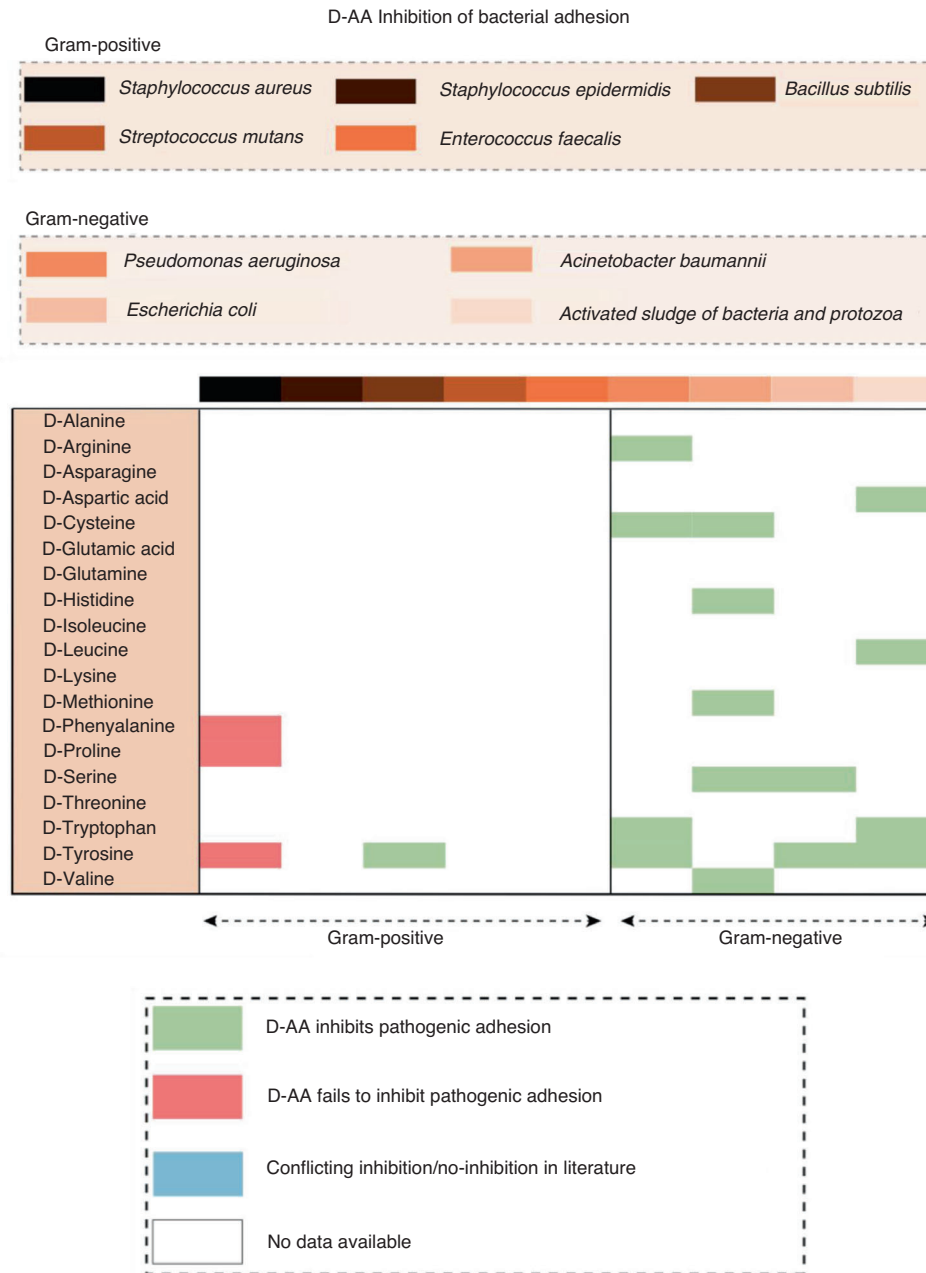 D-AA Inhibition of bacterial adhesion
Gram-positive
Staphylococcus aureus
Staphylococcus epidermidis
Bacillus subtilis
Streptococcus mutans
Enterococcus faecalis
Gram-negative
Pseudomonas aeruginosa
Acinetobacter baumannii
Escherichia coli
Activated sludge of bacteria and protozoa
D-Alanine
D-Arginine
D-Asparagine
D-Aspartic acid
D-Cysteine
D-Glutamic acid
D-Glutamine
D-Histidine
D-Isoleucine
D-Leucine
D-Lysine
D-Methionine
D-Phenyalanine
D-Proline
D-Serine
D-Threonine
D-Tryptophan
D-Tyrosine
D-Valine
Gram-positive
Gram-negative
D-AA inhibits pathogenic adhesion
D-AA fails to inhibit pathogenic adhesion
Conflicting inhibition/no-inhibition in literature
No data available